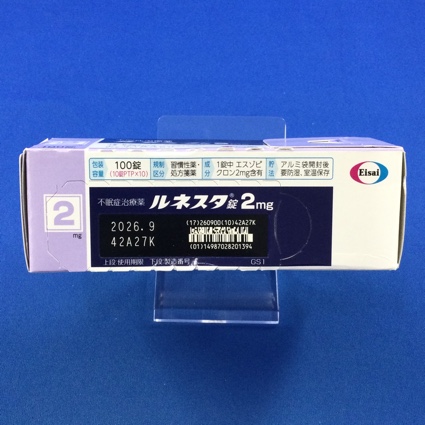 包装容量 100錠 (10錠PTP×10) 規制区分 習慣性薬・処方箋薬 成分 1錠中 エスゾピクロン2mg含有 貯法 アルミ袋開封後 要防湿、室温保存
Eisai
2 mg
不眠症治療薬 ルネスタ®錠2mg
2026.9
42A27K
(17)260900(10)42A27K
(01)14987028201394
上段 使用期限 下段 製造番号 GS1